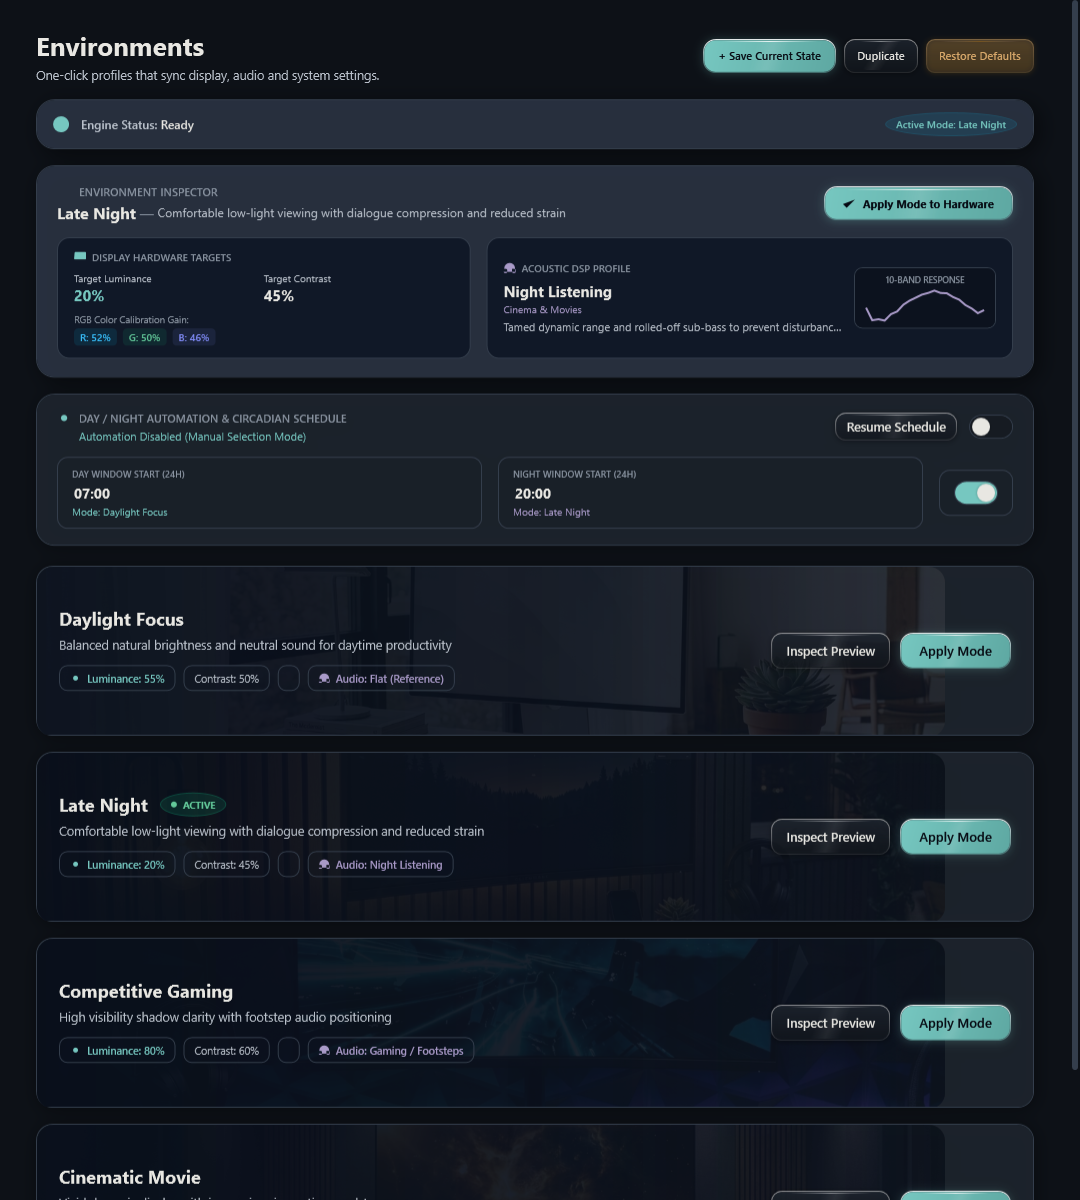 Environments
One-click profiles that sync display, audio and system settings.
+ Save Current State
Duplicate
Restore Defaults
Engine Status: Ready
Active Mode: Late Night
ENVIRONMENT INSPECTOR
Late Night — Comfortable low-light viewing with dialogue compression and reduced strain
Apply Mode to Hardware
DISPLAY HARDWARE TARGETS
Target Luminance
20%
Target Contrast
45%
RGB Color Calibration Gain:
R: 52%
G: 50%
B: 46%
ACOUSTIC DSP PROFILE
Night Listening
Cinema & Movies
Tamed dynamic range and rolled-off sub-bass to prevent disturbanc...
10-BAND RESPONSE
DAY / NIGHT AUTOMATION & CIRCADIAN SCHEDULE
Automation Disabled (Manual Selection Mode)
Resume Schedule
DAY WINDOW START (24H)
07:00
Mode: Daylight Focus
NIGHT WINDOW START (24H)
20:00
Mode: Late Night
Daylight Focus
Balanced natural brightness and neutral sound for daytime productivity
Luminance: 55%
Contrast: 50%
Audio: Flat (Reference)
Inspect Preview
Apply Mode
Late Night
ACTIVE
Comfortable low-light viewing with dialogue compression and reduced strain
Luminance: 20%
Contrast: 45%
Audio: Night Listening
Inspect Preview
Apply Mode
Competitive Gaming
High visibility shadow clarity with footstep audio positioning
Luminance: 80%
Contrast: 60%
Audio: Gaming / Footsteps
Inspect Preview
Apply Mode
Cinematic Movie